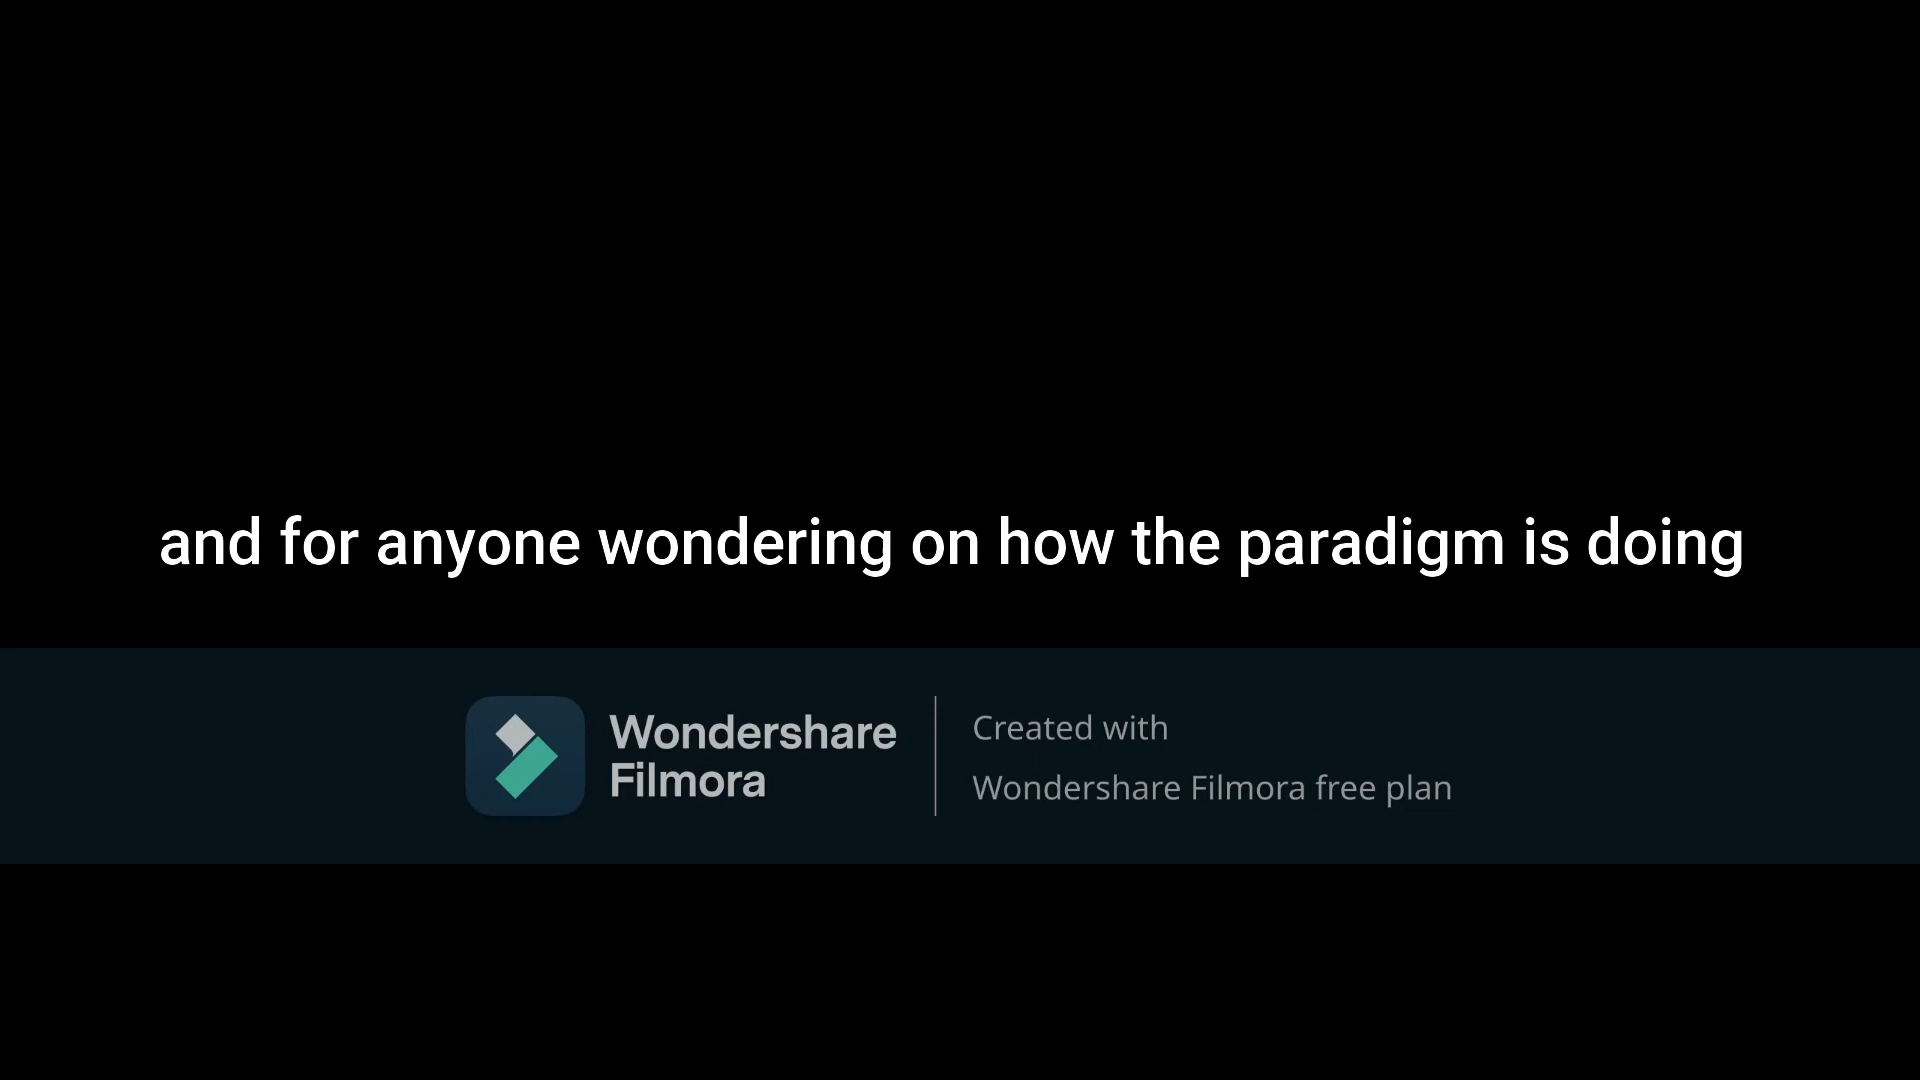 and for anyone wondering on how the paradigm is doing
Wondershare
Filmora
Created with
Wondershare Filmora free plan